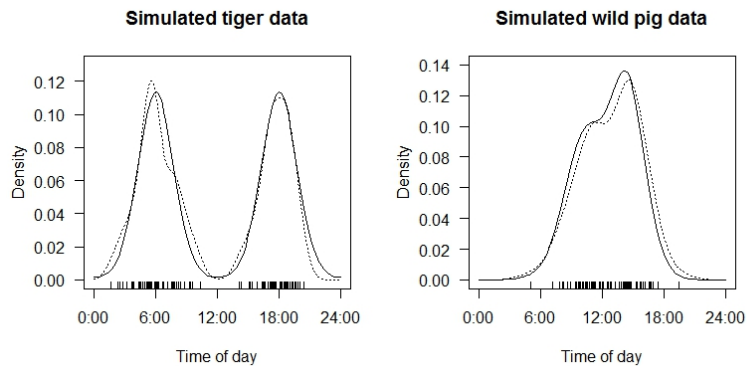 Simulated tiger data
0.12
0.10
0.08
0.06
0.04
0.02
0.00
Density
0:00 6:00 12:00 18:00 24:00
Time of day
Simulated wild pig data
0.14
0.12
0.10
0.08
0.06
0.04
0.02
0.00
Density
0:00 6:00 12:00 24:00
Time of day